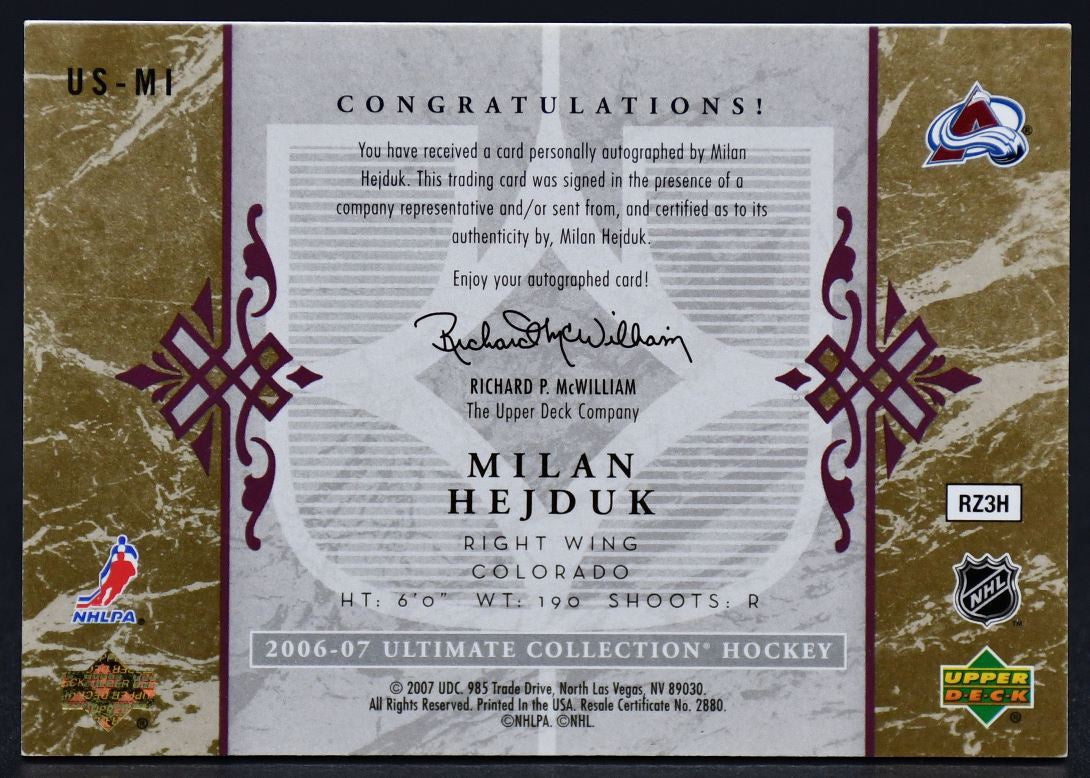 US-MI
CONGRATULATIONS!
You have received a card personally autographed by Milan
Hejduk. This trading card was signed in the presence of a
company representative and/or sent from, and certified as to its
authenticity by, Milan Hejduk.
Enjoy your autographed card!
Richard McWilliam
RICHARD P. McWILLIAM
The Upper Deck Company
MILAN
HEJDUK
RIGHT WING
COLORADO
HT: 6'0" WT: 190 SHOOTS: R
2006-07 ULTIMATE COLLECTION® HOCKEY
© 2007 UDC. 985 Trade Drive, North Las Vegas, NV 89030.
All Rights Reserved. Printed in the USA. Resale Certificate No. 2880.
©NHLPA. ©NHL.
A®
RZ3H
NHL™
UPPER
D·E·C·K®
NHLPA®
UPPER DECK